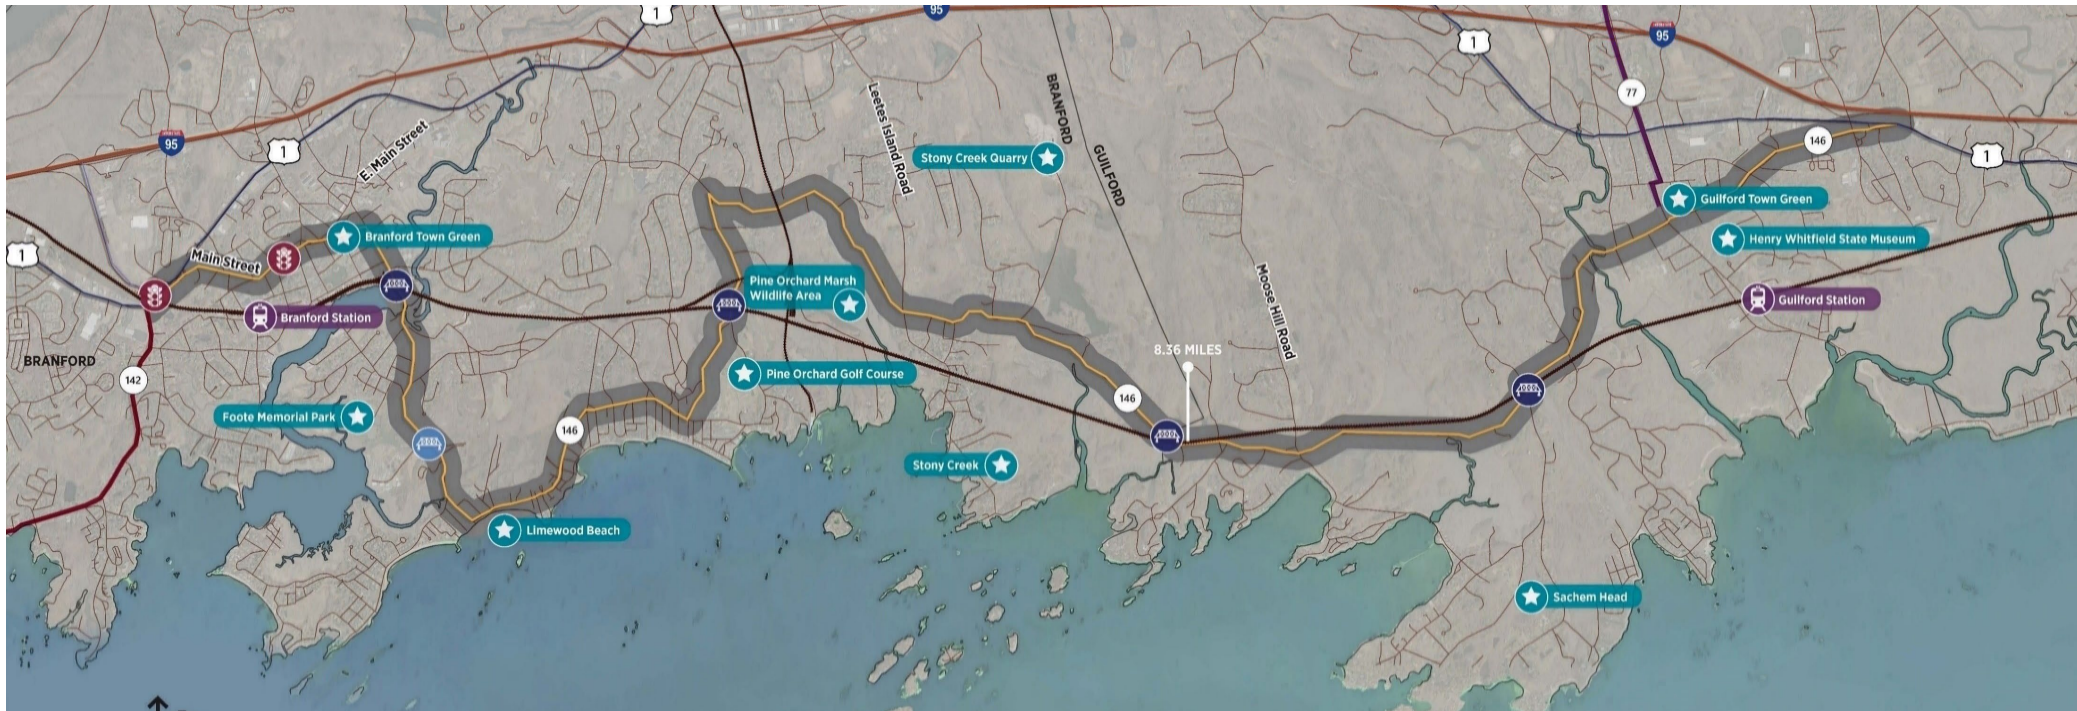 1
95
1
95
77
BRANFORD
GUILFORD
Leetes Island Road
E. Main Street
95
1
Stony Creek Quarry
146
1
Guilford Town Green
Branford Town Green
Henry Whitfield State Museum
1
Main Street
Pine Orchard Marsh
Wildlife Area
Moose Hill Road
Guilford Station
Branford Station
8.36 MILES
BRANFORD
142
Pine Orchard Golf Course
146
Foote Memorial Park
146
Stony Creek
Limewood Beach
Sachem Head